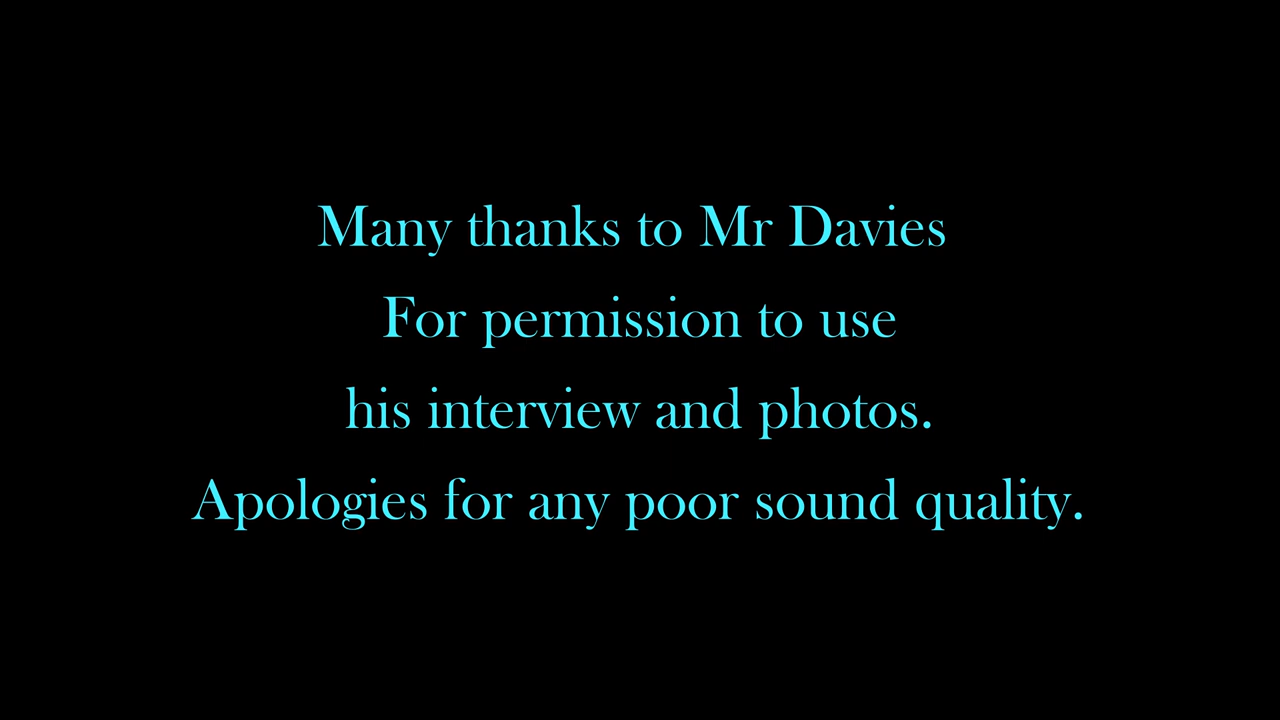 Many thanks to Mr Davies
For permission to use
his interview and photos.
Apologies for any poor sound quality.